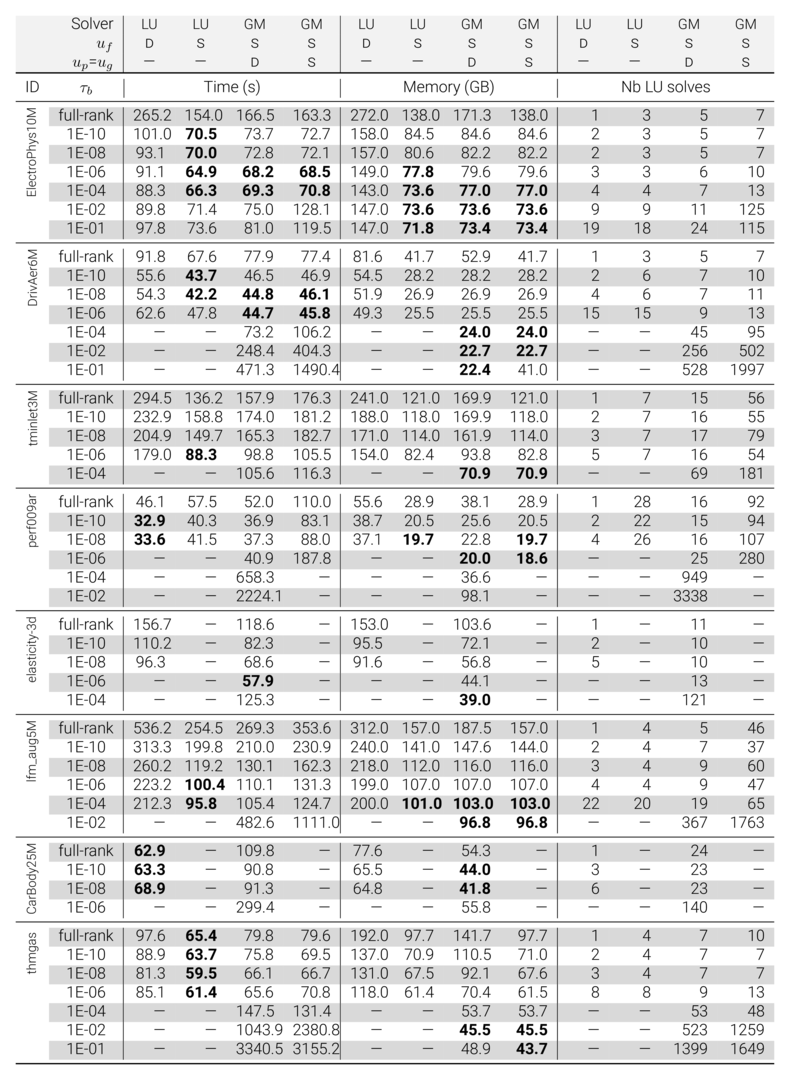 Solver LU LU GM GM LU LU GM GM LU LU GM GM
u_f D S S S D S S S D S S S
u_p=u_g — — D S — — D S — — D S
ID τ_b Time (s) Memory (GB) Nb LU solves
ElectroPhys10M
full-rank 265.2 154.0 166.5 163.3 272.0 138.0 171.3 138.0 1 3 5 7
1E-10 101.0 70.5 73.7 72.7 158.0 84.5 84.6 84.6 2 3 5 7
1E-08 93.1 70.0 72.8 72.1 157.0 80.6 82.2 82.2 2 3 5 7
1E-06 91.1 64.9 68.2 68.5 149.0 77.8 79.6 79.6 3 3 6 10
1E-04 88.3 66.3 69.3 70.8 143.0 73.6 77.0 77.0 4 4 7 13
1E-02 89.8 71.4 75.0 128.1 147.0 73.6 73.6 73.6 9 9 11 125
1E-01 97.8 73.6 81.0 119.5 147.0 71.8 73.4 73.4 19 18 24 115
DrivAer6M
full-rank 91.8 67.6 77.9 77.4 81.6 41.7 52.9 41.7 1 3 5 7
1E-10 55.6 43.7 46.5 46.9 54.5 28.2 28.2 28.2 2 6 7 10
1E-08 54.3 42.2 44.8 46.1 51.9 26.9 26.9 26.9 4 6 7 11
1E-06 62.6 47.8 44.7 45.8 49.3 25.5 25.5 25.5 15 15 9 13
1E-04 — — 73.2 106.2 — — 24.0 24.0 — — 45 95
1E-02 — — 248.4 404.3 — — 22.7 22.7 — — 256 502
1E-01 — — 471.3 1490.4 — — 22.4 41.0 — — 528 1997
tminlet3M
full-rank 294.5 136.2 157.9 176.3 241.0 121.0 169.9 121.0 1 7 15 56
1E-10 232.9 158.8 174.0 181.2 188.0 118.0 169.9 118.0 2 7 16 55
1E-08 204.9 149.7 165.3 182.7 171.0 114.0 161.9 114.0 3 7 17 79
1E-06 179.0 88.3 98.8 105.5 154.0 82.4 93.8 82.8 5 7 16 54
1E-04 — — 105.6 116.3 — — 70.9 70.9 — — 69 181
perf009ar
full-rank 46.1 57.5 52.0 110.0 55.6 28.9 38.1 28.9 1 28 16 92
1E-10 32.9 40.3 36.9 83.1 38.7 20.5 25.6 20.5 2 22 15 94
1E-08 33.6 41.5 37.3 88.0 37.1 19.7 22.8 19.7 4 26 16 107
1E-06 — — 40.9 187.8 — — 20.0 18.6 — — 25 280
1E-04 — — 658.3 — — — 36.6 — — — 949 —
1E-02 — — 2224.1 — — — 98.1 — — — 3338 —
elasticity-3d
full-rank 156.7 — 118.6 — 153.0 — 103.6 — 1 — 11 —
1E-10 110.2 — 82.3 — 95.5 — 72.1 — 2 — 10 —
1E-08 96.3 — 68.6 — 91.6 — 56.8 — 5 — 10 —
1E-06 — — 57.9 — — — 44.1 — — — 13 —
1E-04 — — 125.3 — — — 39.0 — — — 121 —
lfm_aug5M
full-rank 536.2 254.5 269.3 353.6 312.0 157.0 187.5 157.0 1 4 5 46
1E-10 313.3 199.8 210.0 230.9 240.0 141.0 147.6 144.0 2 4 7 37
1E-08 260.2 119.2 130.1 162.3 218.0 112.0 116.0 116.0 3 4 9 60
1E-06 223.2 100.4 110.1 131.3 199.0 107.0 107.0 107.0 4 4 9 47
1E-04 212.3 95.8 105.4 124.7 200.0 101.0 103.0 103.0 22 20 19 65
1E-02 — — 482.6 1111.0 — — 96.8 96.8 — — 367 1763
CarBody25M
full-rank 62.9 — 109.8 — 77.6 — 54.3 — 1 — 24 —
1E-10 63.3 — 90.8 — 65.5 — 44.0 — 3 — 23 —
1E-08 68.9 — 91.3 — 64.8 — 41.8 — 6 — 23 —
1E-06 — — 299.4 — — — 55.8 — — — 140 —
thmgas
full-rank 97.6 65.4 79.8 79.6 192.0 97.7 141.7 97.7 1 4 7 10
1E-10 88.9 63.7 75.8 69.5 137.0 70.9 110.5 71.0 2 4 7 7
1E-08 81.3 59.5 66.1 66.7 131.0 67.5 92.1 67.6 3 4 7 7
1E-06 85.1 61.4 65.6 70.8 118.0 61.4 70.4 61.5 8 8 9 13
1E-04 — — 147.5 131.4 — — 53.7 53.7 — — 53 48
1E-02 — — 1043.9 2380.8 — — 45.5 45.5 — — 523 1259
1E-01 — — 3340.5 3155.2 — — 48.9 43.7 — — 1399 1649